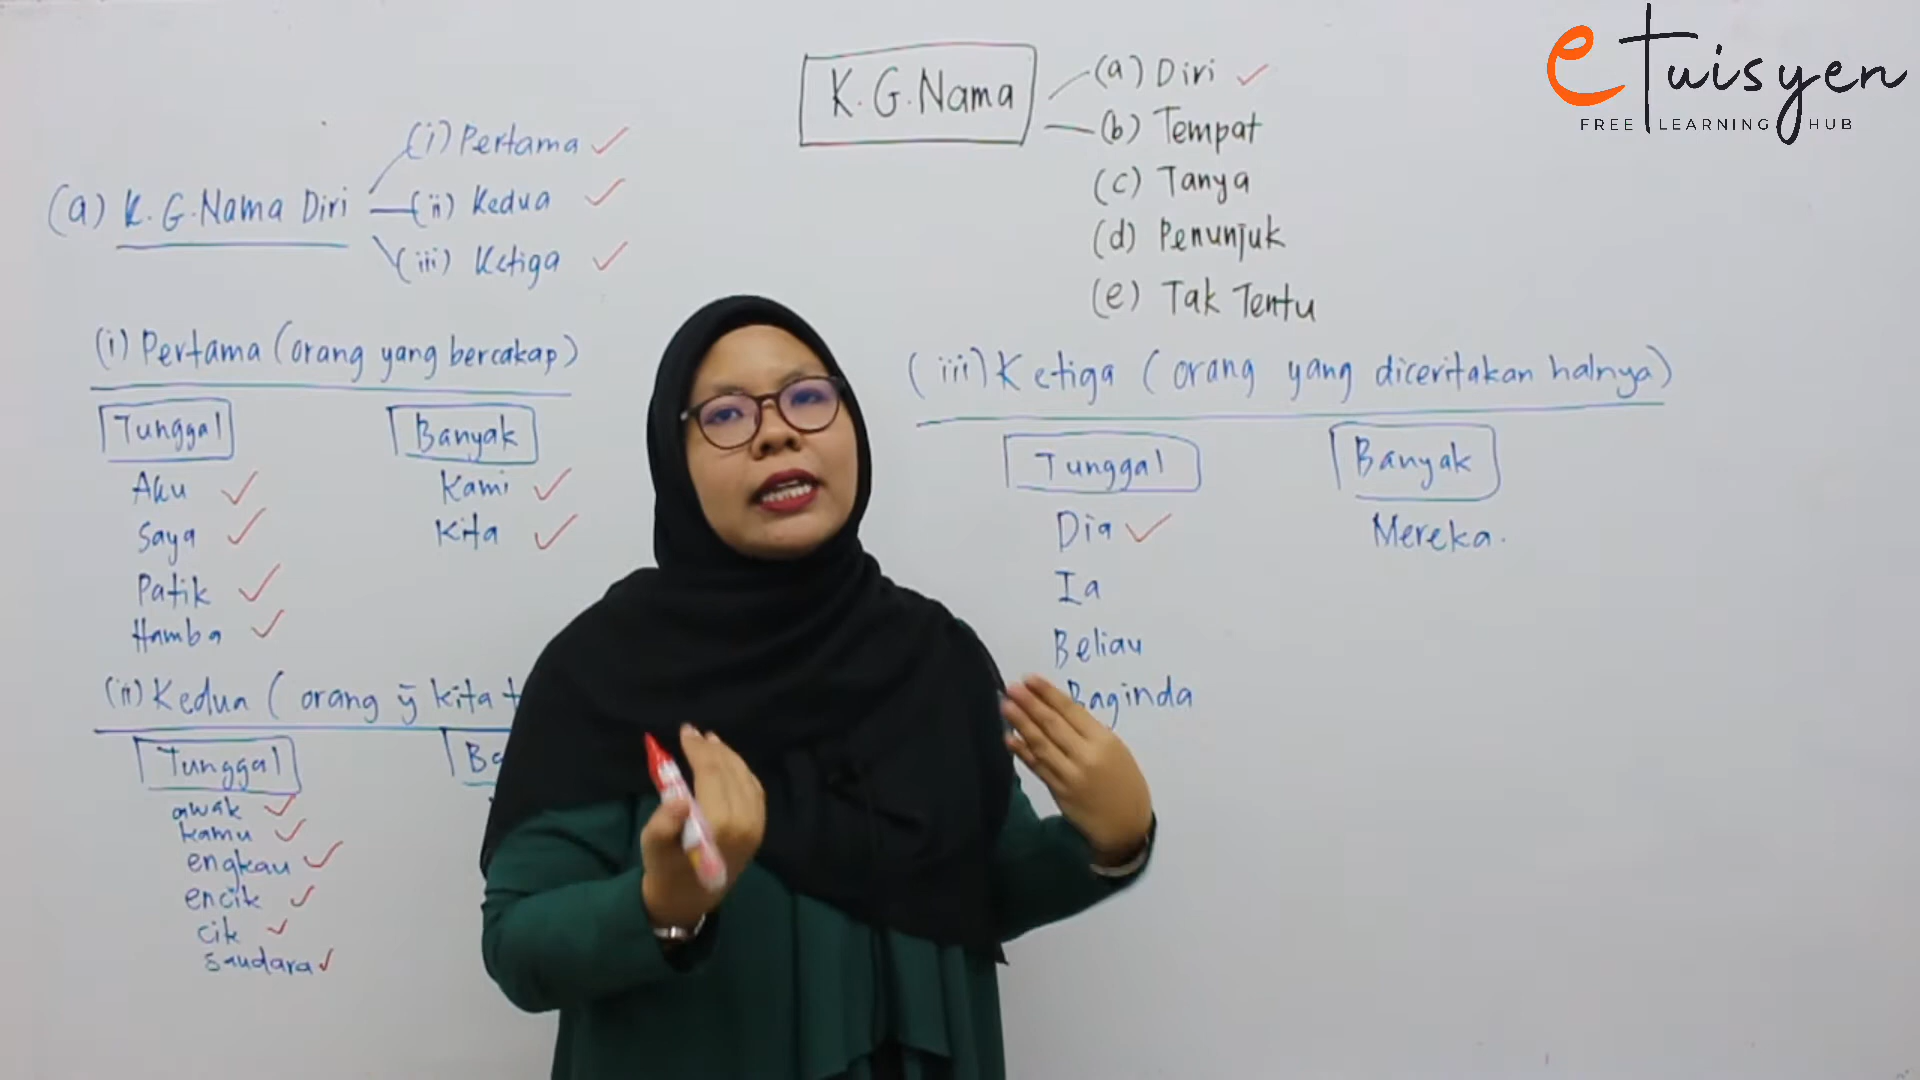 eTuisyen
FREE LEARNING HUB
K.G.Nama
(a) Diri
(b) Tempat
(c) Tanya
(d) Penunjuk
(e) Tak Tentu
(a) K.G.Nama Diri
(i) Pertama
(ii) Kedua
(iii) Ketiga
(i) Pertama (orang yang bercakap)
Tunggal
Aku
Saya
Patik
Hamba
Banyak
Kami
Kita
(ii) Kedua ( orang ȳ kita
Tunggal
awak
kamu
engkau
encik
cik
saudara
(iii) Ketiga ( orang yang diceritakan halnya)
Tunggal
Dia
Ia
Beliau
Baginda
Banyak
Mereka.